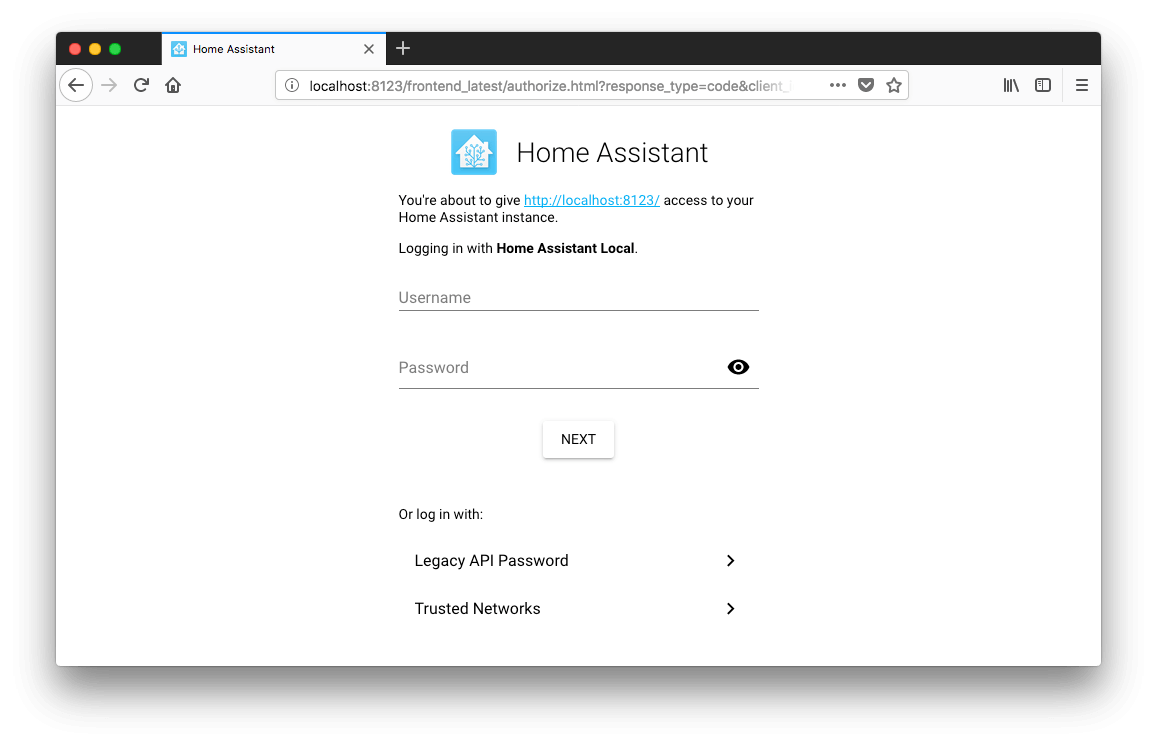 Home Assistant
localhost:8123/frontend_latest/authorize.html?response_type=code&client_
Home Assistant
You're about to give http://localhost:8123/ access to your
Home Assistant instance.
Logging in with Home Assistant Local.
Username
Password
NEXT
Or log in with:
Legacy API Password
Trusted Networks